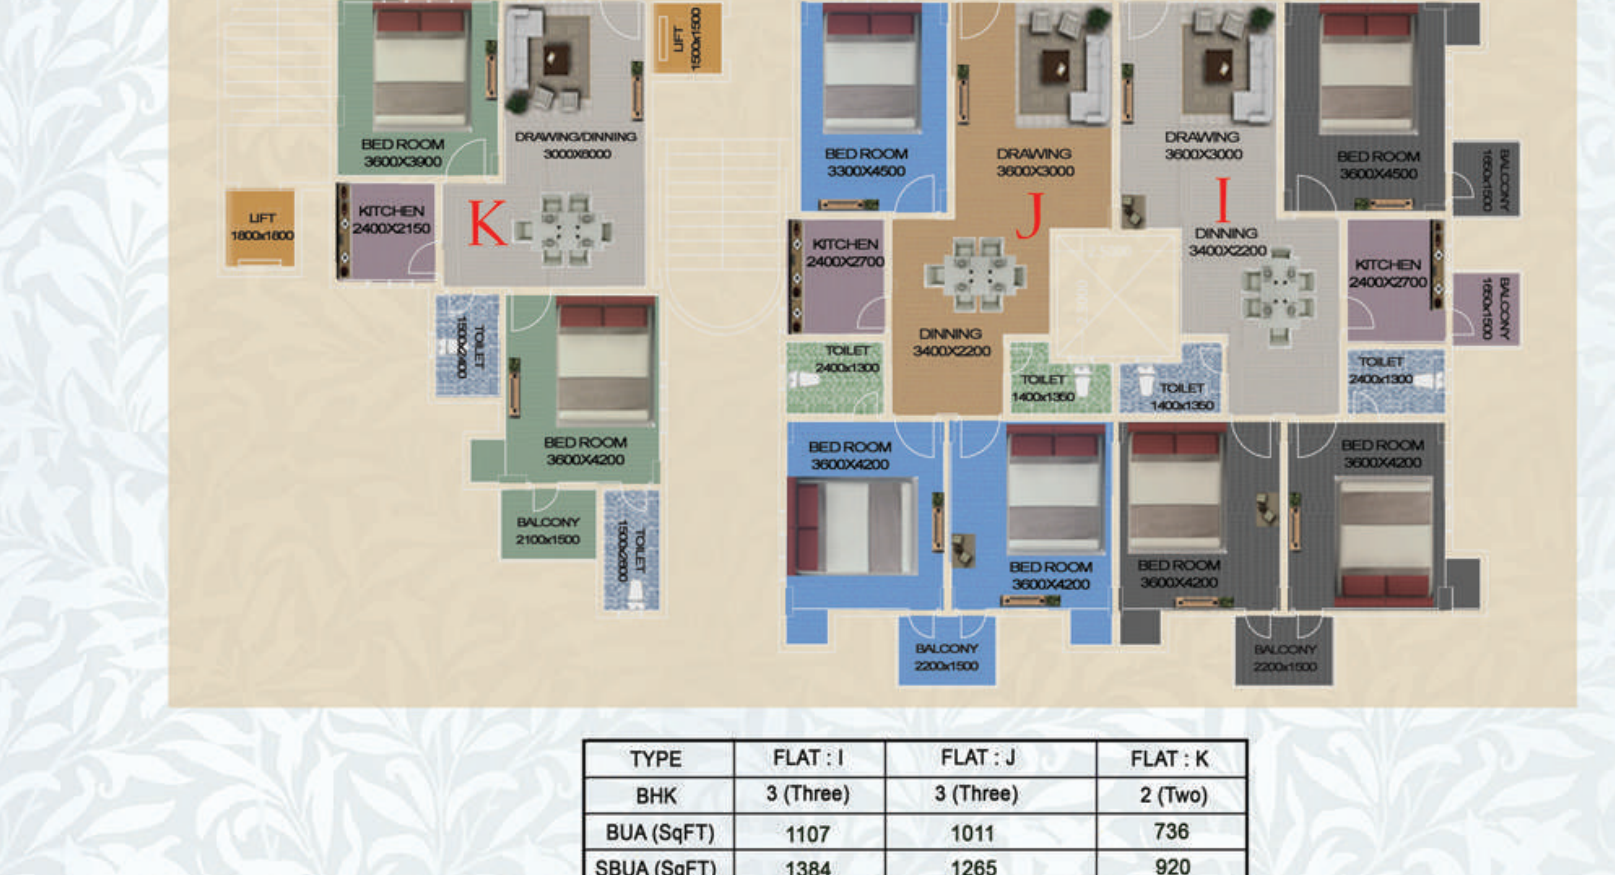 LIFT
1500x1500
BED ROOM
3600X3900
DRAWING/DINNING
3000X6000
BED ROOM
3300X4500
DRAWING
3600X3000
DRAWING
3600X3000
BED ROOM
3600X4500
BALCONY
1650x1500
LIFT
1800x1800
KITCHEN
2400X2150
K
J
I
KITCHEN
2400X2700
DINNING
3400X2200
KITCHEN
2400X2700
BALCONY
1650x1500
TOILET
1500x2400
DINNING
3400X2200
TOILET
2400x1300
TOILET
1400x1350
TOILET
1400x1350
TOILET
2400x1300
BED ROOM
3600X4200
BED ROOM
3600X4200
BED ROOM
3600X4200
BALCONY
2100x1500
TOILET
BED ROOM
3600X4200
BED ROOM
3600X4200
BALCONY
2200x1500
BALCONY
2200x1500
TYPE FLAT : I FLAT : J FLAT : K
BHK 3 (Three) 3 (Three) 2 (Two)
BUA (SqFT) 1107 1011 736
SBUA (SqFT) 1384 1265 920